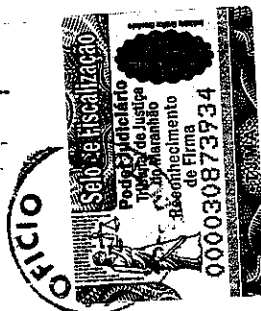 Selo de Fiscalização
Poder Judiciário
Tribunal de Justiça
do Maranhão
Reconhecimento
de Firma
000030873934
OFICIO